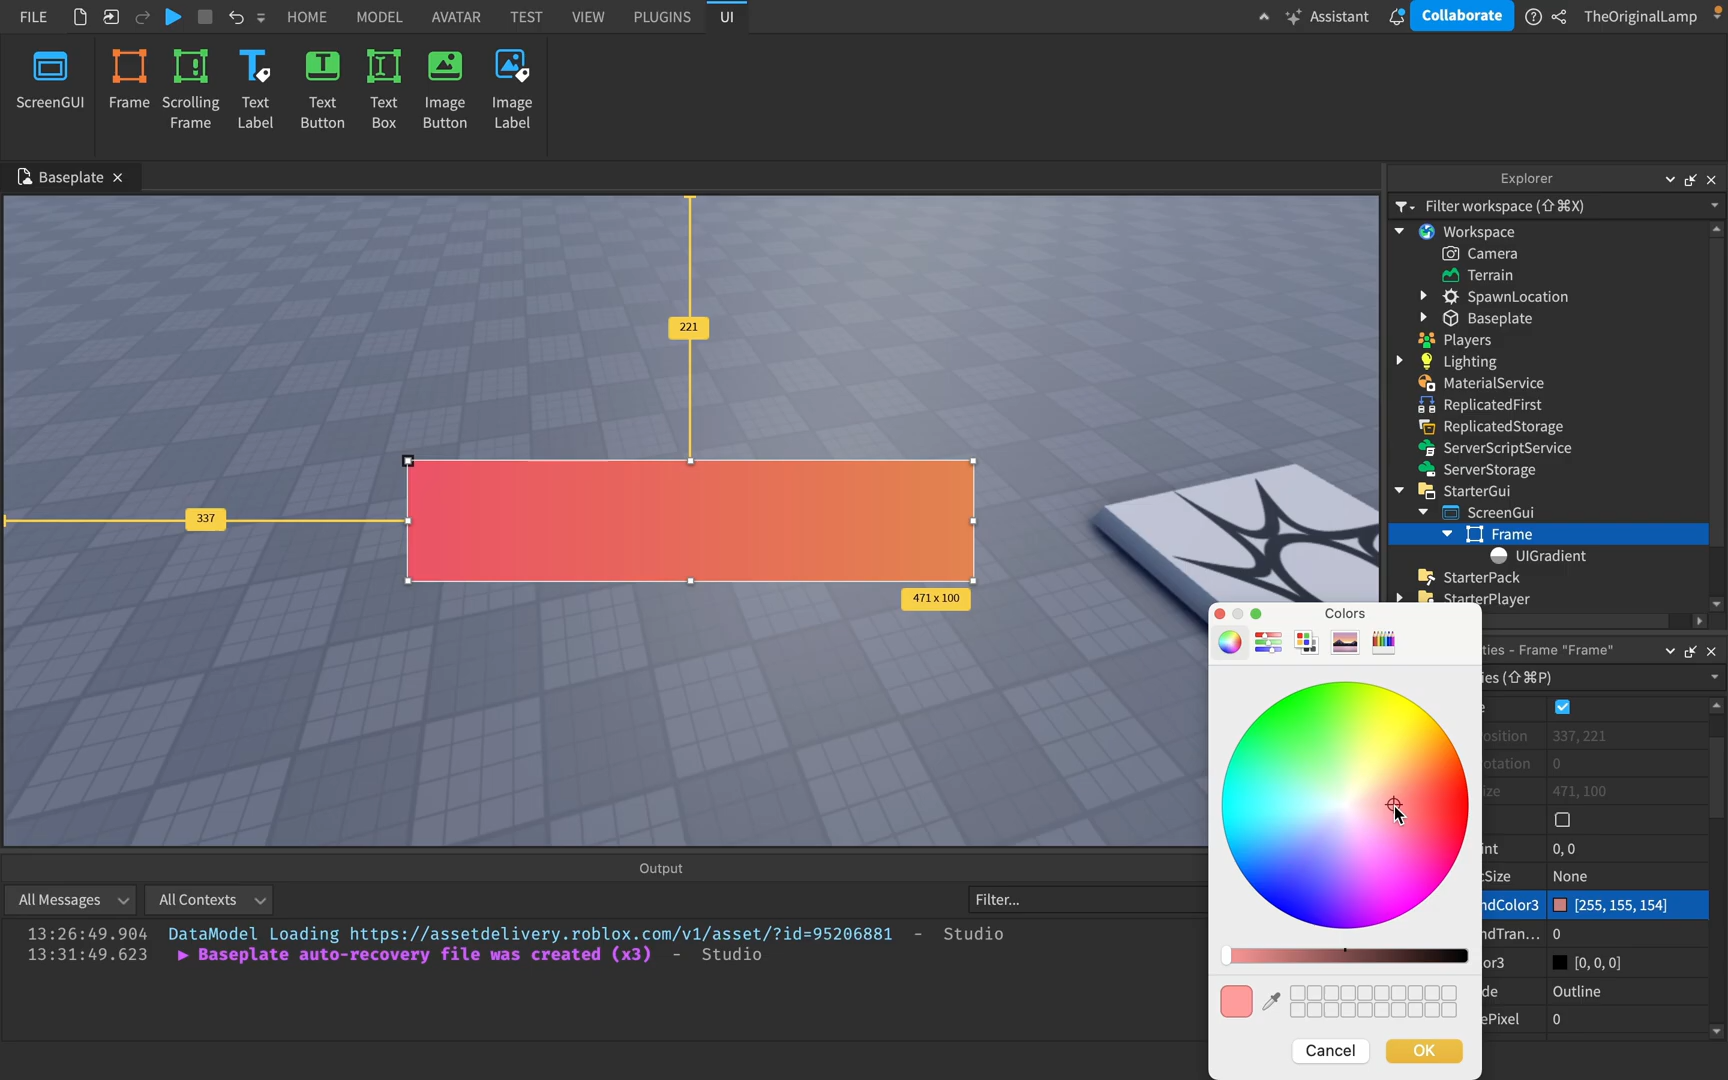 FILE HOME MODEL AVATAR TEST VIEW PLUGINS UI Assistant Collaborate TheOriginalLamp
ScreenGUI Frame Scrolling Frame Text Label Text Button Text Box Image Button Image Label
Baseplate
221
337
471 x 100
Explorer
Filter workspace (⇧⌘X)
Workspace
Camera
Terrain
SpawnLocation
Baseplate
Players
Lighting
MaterialService
ReplicatedFirst
ReplicatedStorage
ServerScriptService
ServerStorage
StarterGui
ScreenGui
Frame
UIGradient
StarterPack
StarterPlayer
Colors
Cancel OK
ties - Frame "Frame"
ies (⇧⌘P)
osition 337, 221
otation 0
ize 471, 100
int 0, 0
cSize None
ndColor3 [255, 155, 154]
ndTran... 0
or3 [0, 0, 0]
de Outline
ePixel 0
Output
All Messages All Contexts Filter...
13:26:49.904 DataModel Loading https://assetdelivery.roblox.com/v1/asset/?id=95206881 - Studio
13:31:49.623 ▶ Baseplate auto-recovery file was created (x3) - Studio